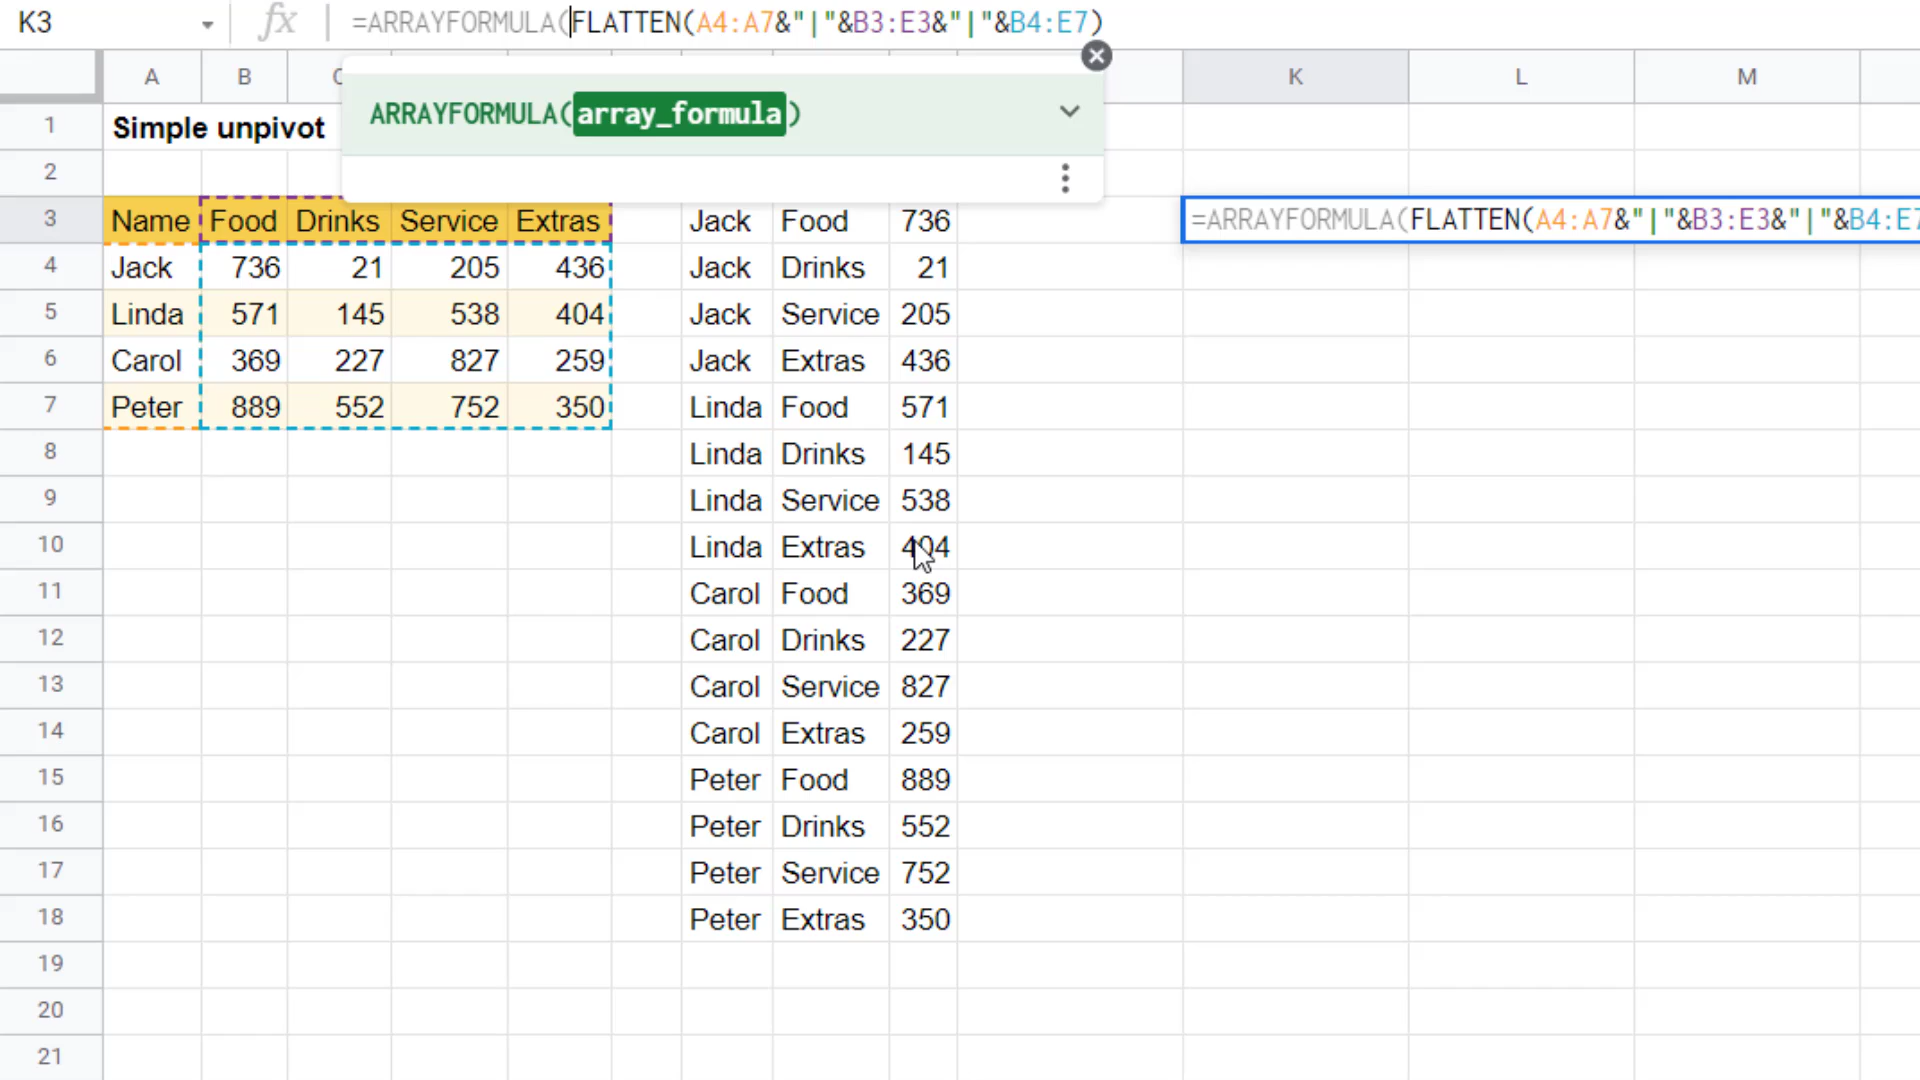 K3 fx =ARRAYFORMULA(FLATTEN(A4:A7&"|"&B3:E3&"|"&B4:E7)
A B C K L M
ARRAYFORMULA(array_formula)
1 Simple unpivot
2
3 Name Food Drinks Service Extras Jack Food 736 =ARRAYFORMULA(FLATTEN(A4:A7&"|"&B3:E3&"|"&B4:E7
4 Jack 736 21 205 436 Jack Drinks 21
5 Linda 571 145 538 404 Jack Service 205
6 Carol 369 227 827 259 Jack Extras 436
7 Peter 889 552 752 350 Linda Food 571
8 Linda Drinks 145
9 Linda Service 538
10 Linda Extras 404
11 Carol Food 369
12 Carol Drinks 227
13 Carol Service 827
14 Carol Extras 259
15 Peter Food 889
16 Peter Drinks 552
17 Peter Service 752
18 Peter Extras 350
19
20
21